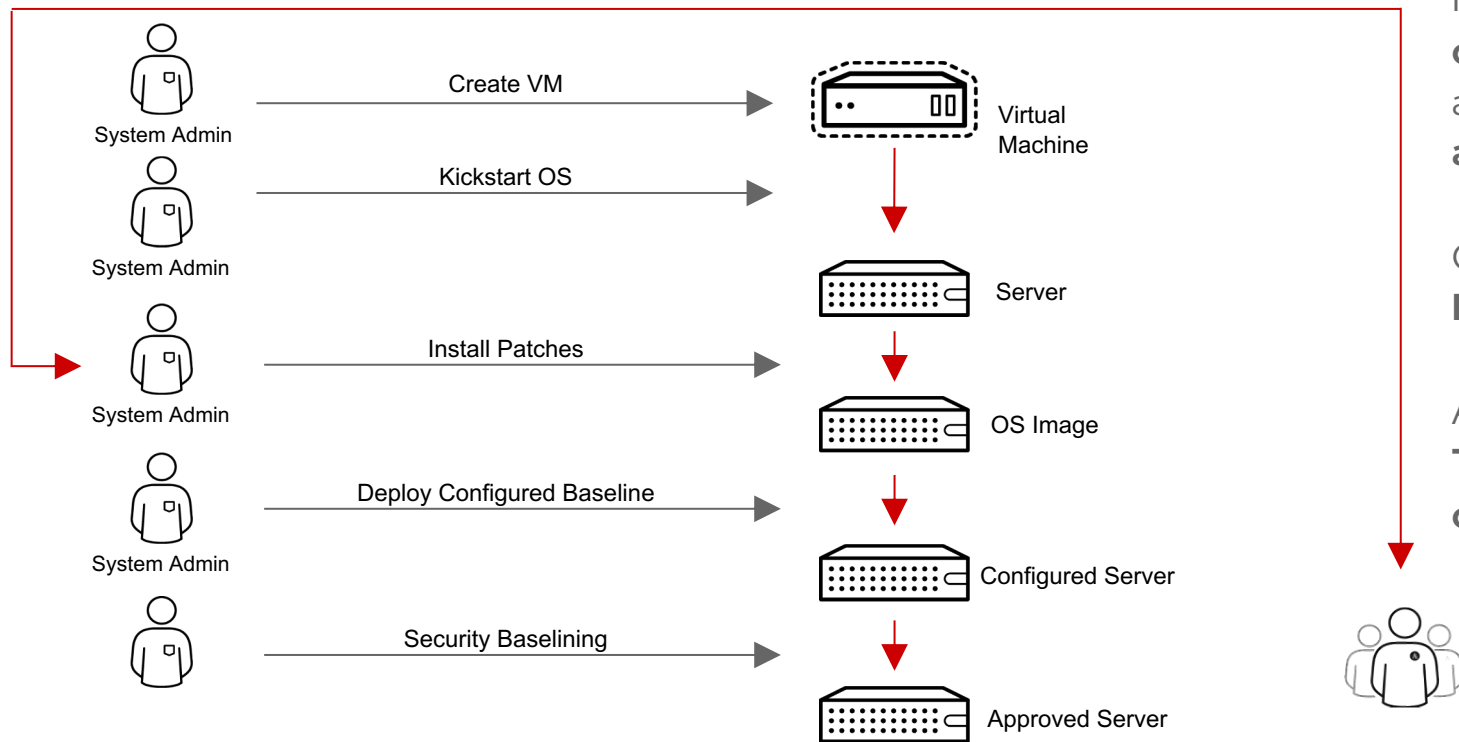 Create VM
System Admin
Virtual
Machine
Kickstart OS
System Admin
Server
Install Patches
System Admin
OS Image
Deploy Configured Baseline
System Admin
Configured Server
Security Baselining
Approved Server